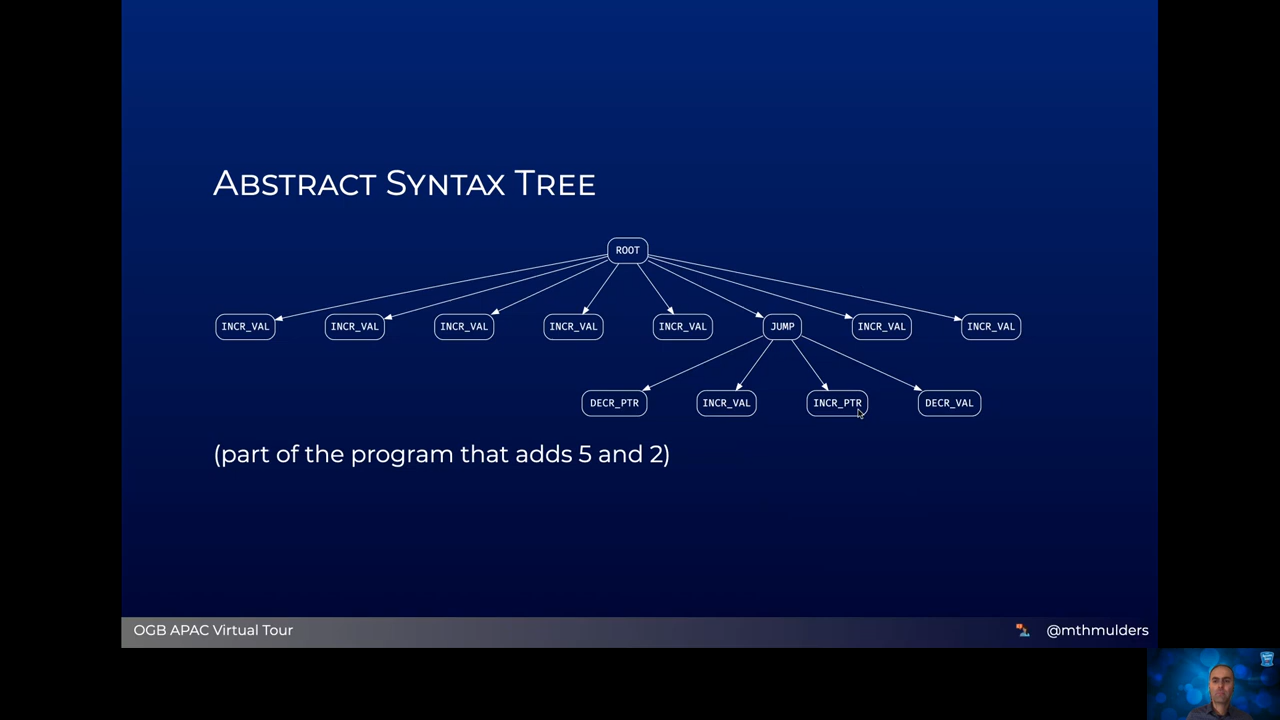 Abstract Syntax Tree
ROOT
INCR_VAL INCR_VAL INCR_VAL INCR_VAL INCR_VAL JUMP INCR_VAL INCR_VAL
DECR_PTR INCR_VAL INCR_PTR DECR_VAL
(part of the program that adds 5 and 2)
OGB APAC Virtual Tour @mthmulders